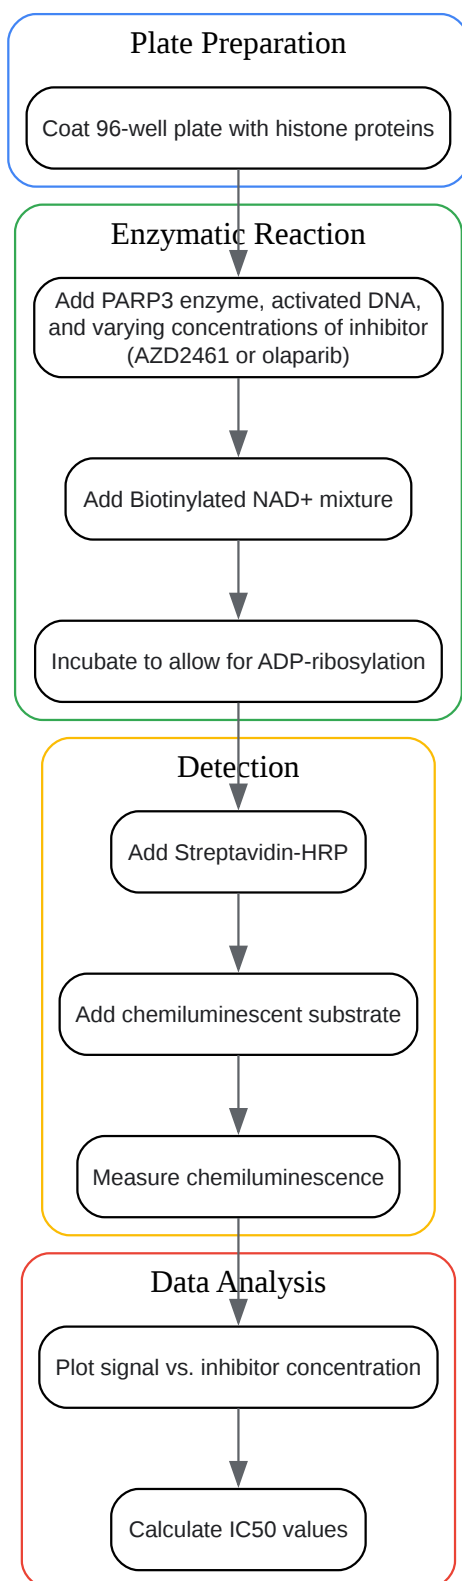 Plate Preparation
Coat 96-well plate with histone proteins
Enzymatic Reaction
Add PARP3 enzyme, activated DNA,
and varying concentrations of inhibitor
(AZD2461 or olaparib)
Add Biotinylated NAD+ mixture
Incubate to allow for ADP-ribosylation
Detection
Add Streptavidin-HRP
Add chemiluminescent substrate
Measure chemiluminescence
Data Analysis
Plot signal vs. inhibitor concentration
Calculate IC50 values